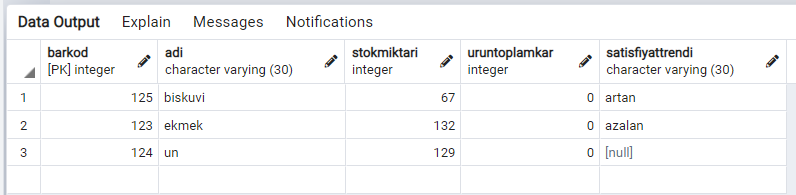 Data Output Explain Messages Notifications
barkod adi stokmiktari uruntoplamkar satisfiyattrendi
[PK] integer character varying (30) integer integer character varying (30)
1 125 biskuvi 67 0 artan
2 123 ekmek 132 0 azalan
3 124 un 129 0 [null]